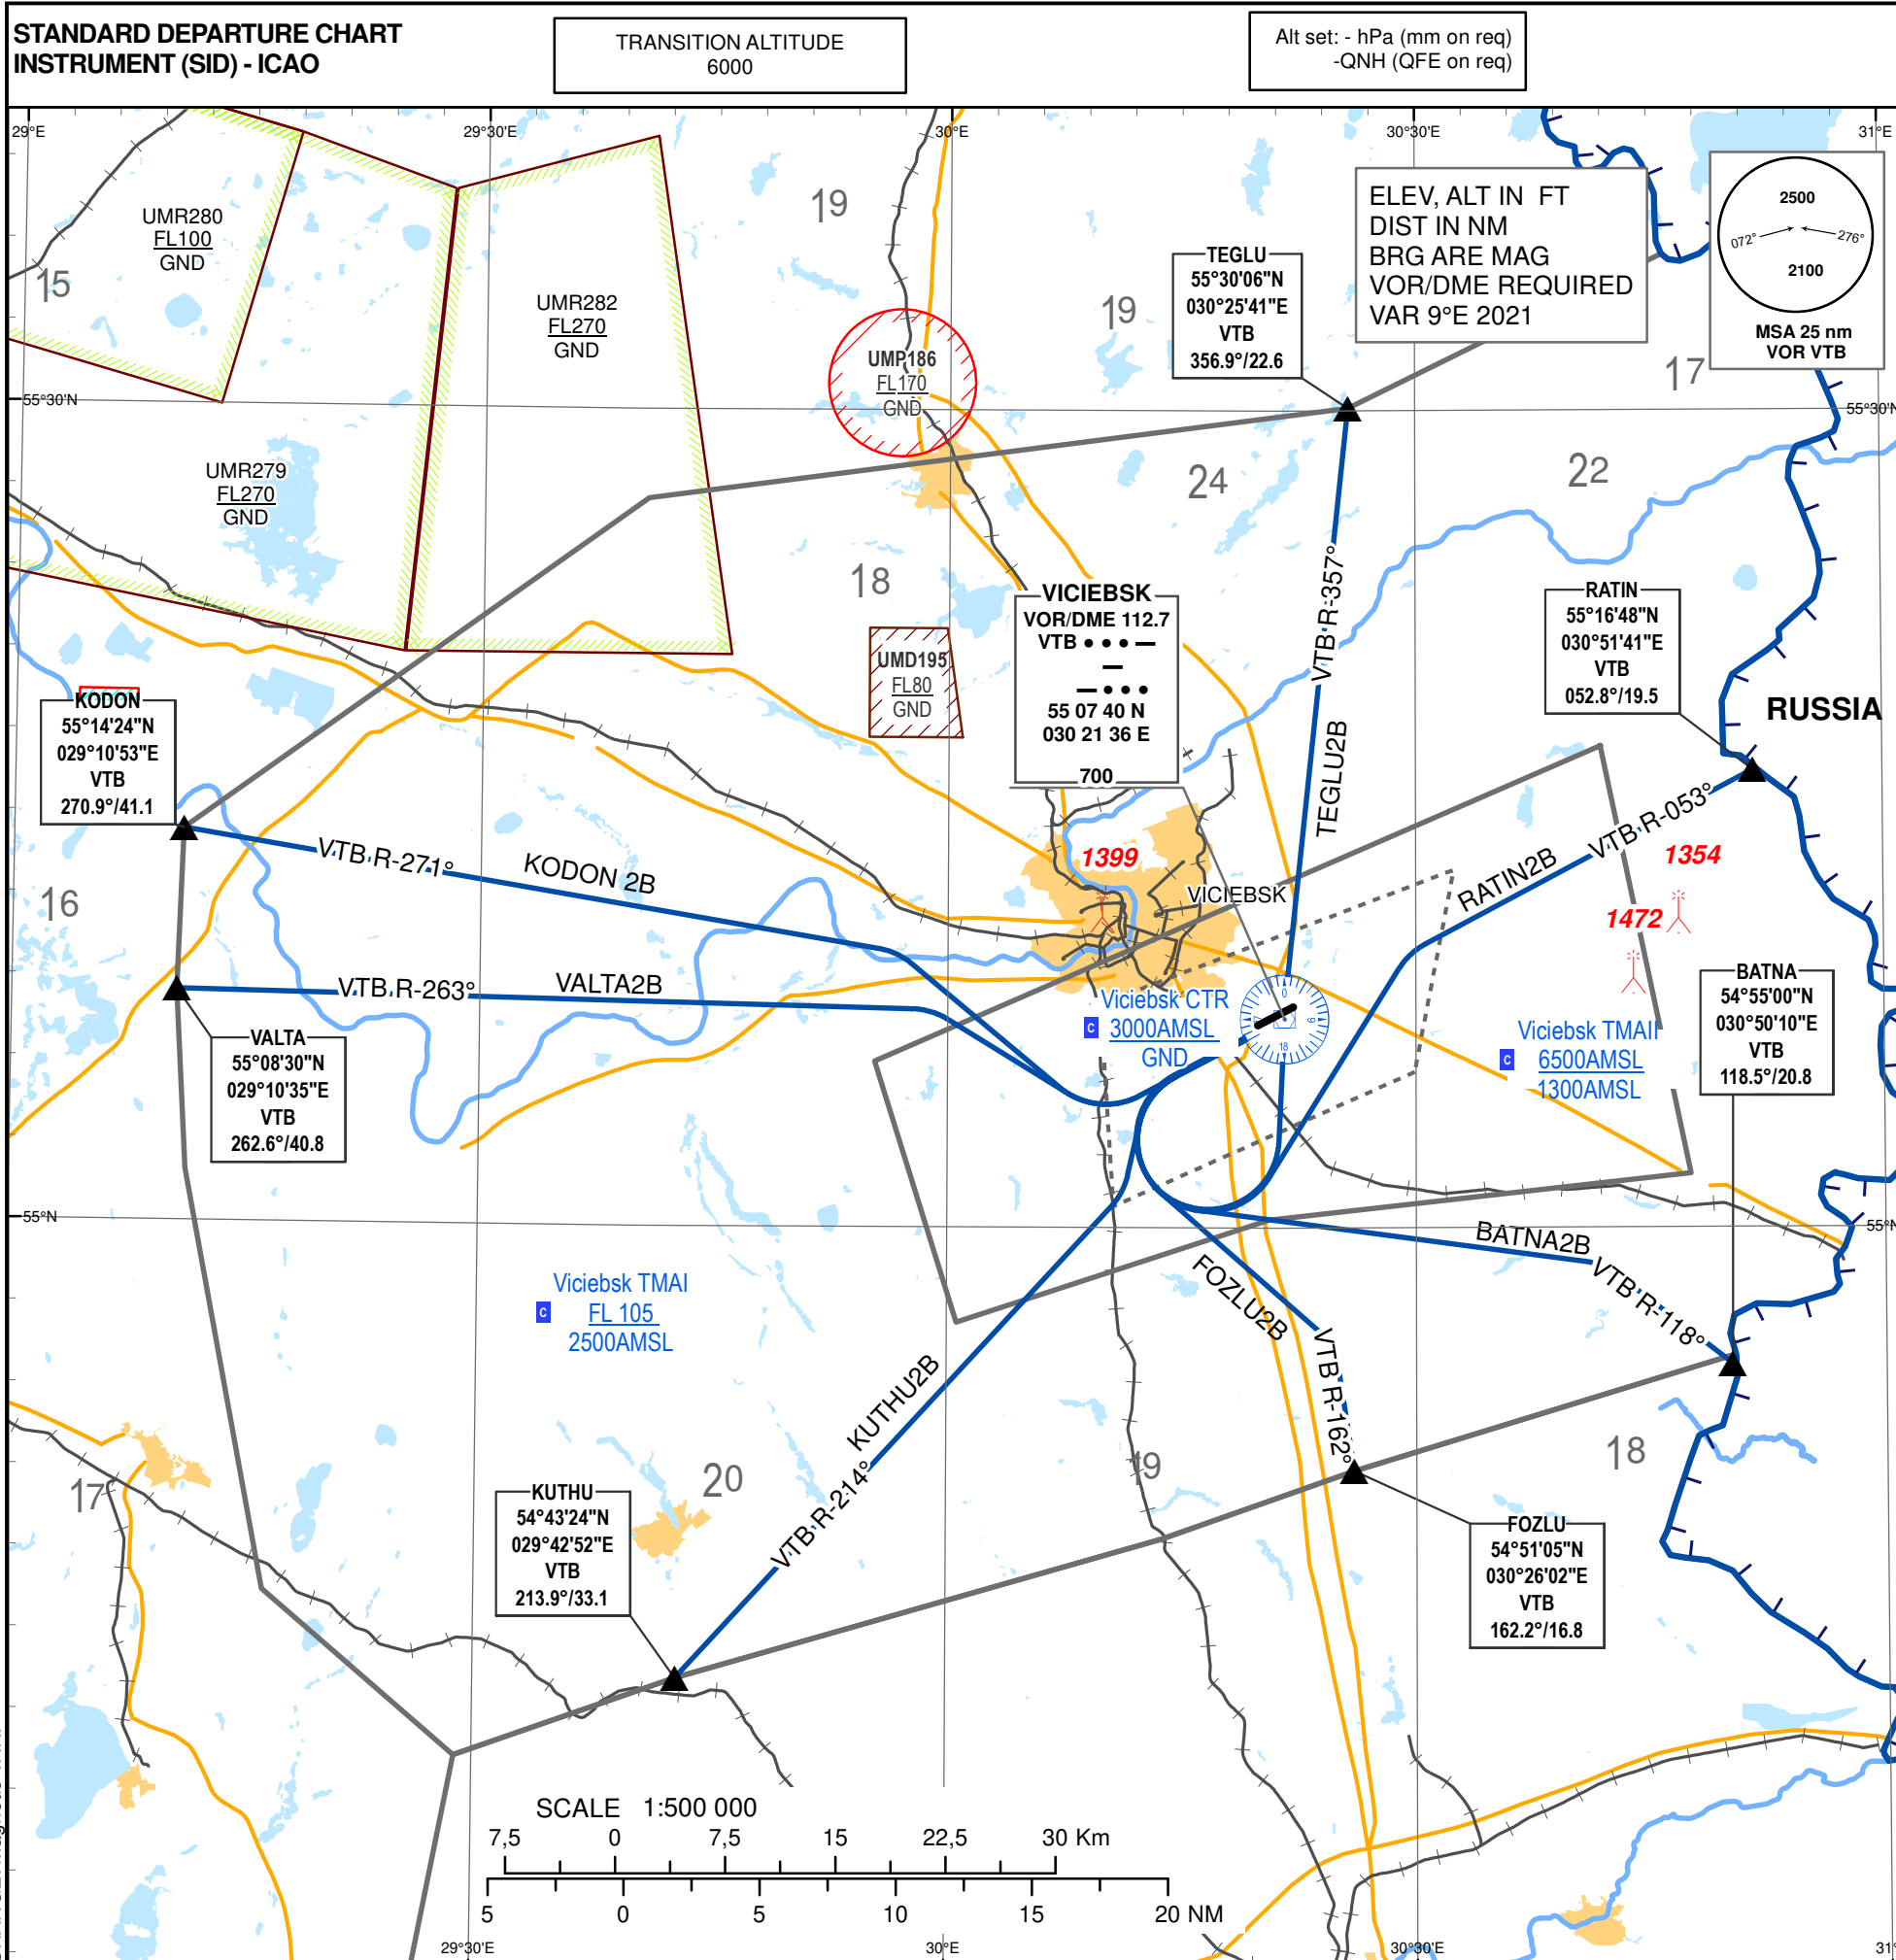 STANDARD DEPARTURE CHART
INSTRUMENT (SID) - ICAO
TRANSITION ALTITUDE
6000
Alt set: - hPa (mm on req)
-QNH (QFE on req)
29°E
29°30'E
30°E
30°30'E
31°E
ELEV, ALT IN FT
DIST IN NM
BRG ARE MAG
VOR/DME REQUIRED
VAR 9°E 2021
2500
072°
276°
2100
MSA 25 nm
VOR VTB
UMR280
FL100
GND
15
19
UMR282
FL270
GND
TEGLU
55°30'06"N
030°25'41"E
VTB
356.9°/22.6
19
UMP186
FL170
GND
17
55°30'N
55°30'N
UMR279
FL270
GND
24
22
18
VTB R-357°
VICIEBSK
VOR/DME 112.7
VTB
55 07 40 N
030 21 36 E
700
RATIN
55°16'48"N
030°51'41"E
VTB
052.8°/19.5
UMD195
FL80
GND
RUSSIA
KODON
55°14'24"N
029°10'53"E
VTB
270.9°/41.1
TEGLU2B
VTB R-053°
VTB R-271°
KODON 2B
1399
1354
RATIN2B
VICIEBSK
16
1472
VTB R-263°
VALTA2B
Viciebsk CTR
C 3000AMSL
GND
0
9
18
Viciebsk TMAII
C 6500AMSL
1300AMSL
BATNA
54°55'00"N
030°50'10"E
VTB
118.5°/20.8
VALTA
55°08'30"N
029°10'35"E
VTB
262.6°/40.8
55°N
55°N
BATNA2B
FOZLU2B
VTB R-118°
Viciebsk TMAI
C FL 105
2500AMSL
KUTHU2B
VTB R-162°
17
20
19
18
VTB R-214°
KUTHU
54°43'24"N
029°42'52"E
VTB
213.9°/33.1
FOZLU
54°51'05"N
030°26'02"E
VTB
162.2°/16.8
SCALE 1:500 000
7,5 0 7,5 15 22,5 30 Km
5 0 5 10 15 20 NM
29°30'E
30°E
30°30'E